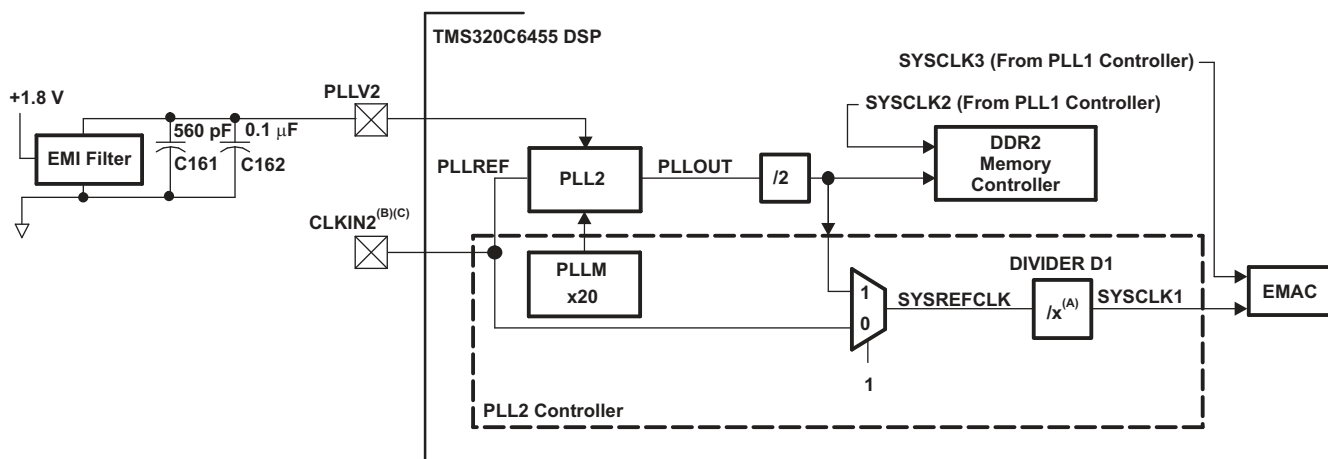 TMS320C6455 DSP
SYSCLK3 (From PLL1 Controller)
+1.8 V
PLLV2
SYSCLK2 (From PLL1 Controller)
560 pF
0.1 μF
EMI Filter
C161
C162
DDR2
Memory
Controller
PLLREF
PLL2
PLLOUT
/2
CLKIN2(B)(C)
PLLM
x20
DIVIDER D1
1
0
SYSREFCLK
/x(A)
SYSCLK1
EMAC
1
PLL2 Controller